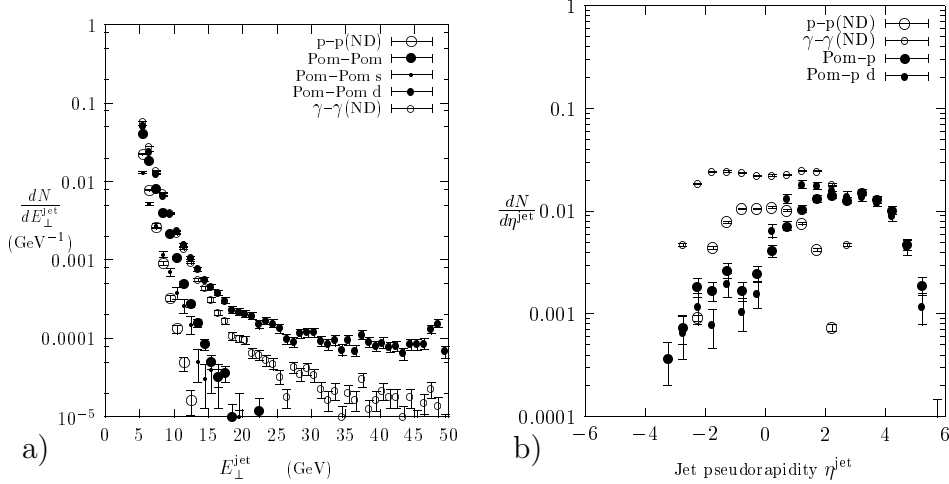 1
0.1
0.01
0.001
0.0001
10⁻⁵
dN
dE⊥^jet
(GeV⁻¹)
p−p(ND)
Pom−Pom
Pom−Pom s
Pom−Pom d
γ−γ(ND)
0 5 10 15 20 25 30 35 40 45 50
a)
E⊥^jet (GeV)
1
0.1
0.01
0.001
0.0001
dN
dη^jet
p−p(ND)
γ−γ(ND)
Pom−p
Pom−p d
−6 −4 −2 0 2 4 6
b)
Jet pseudorapidity η^jet